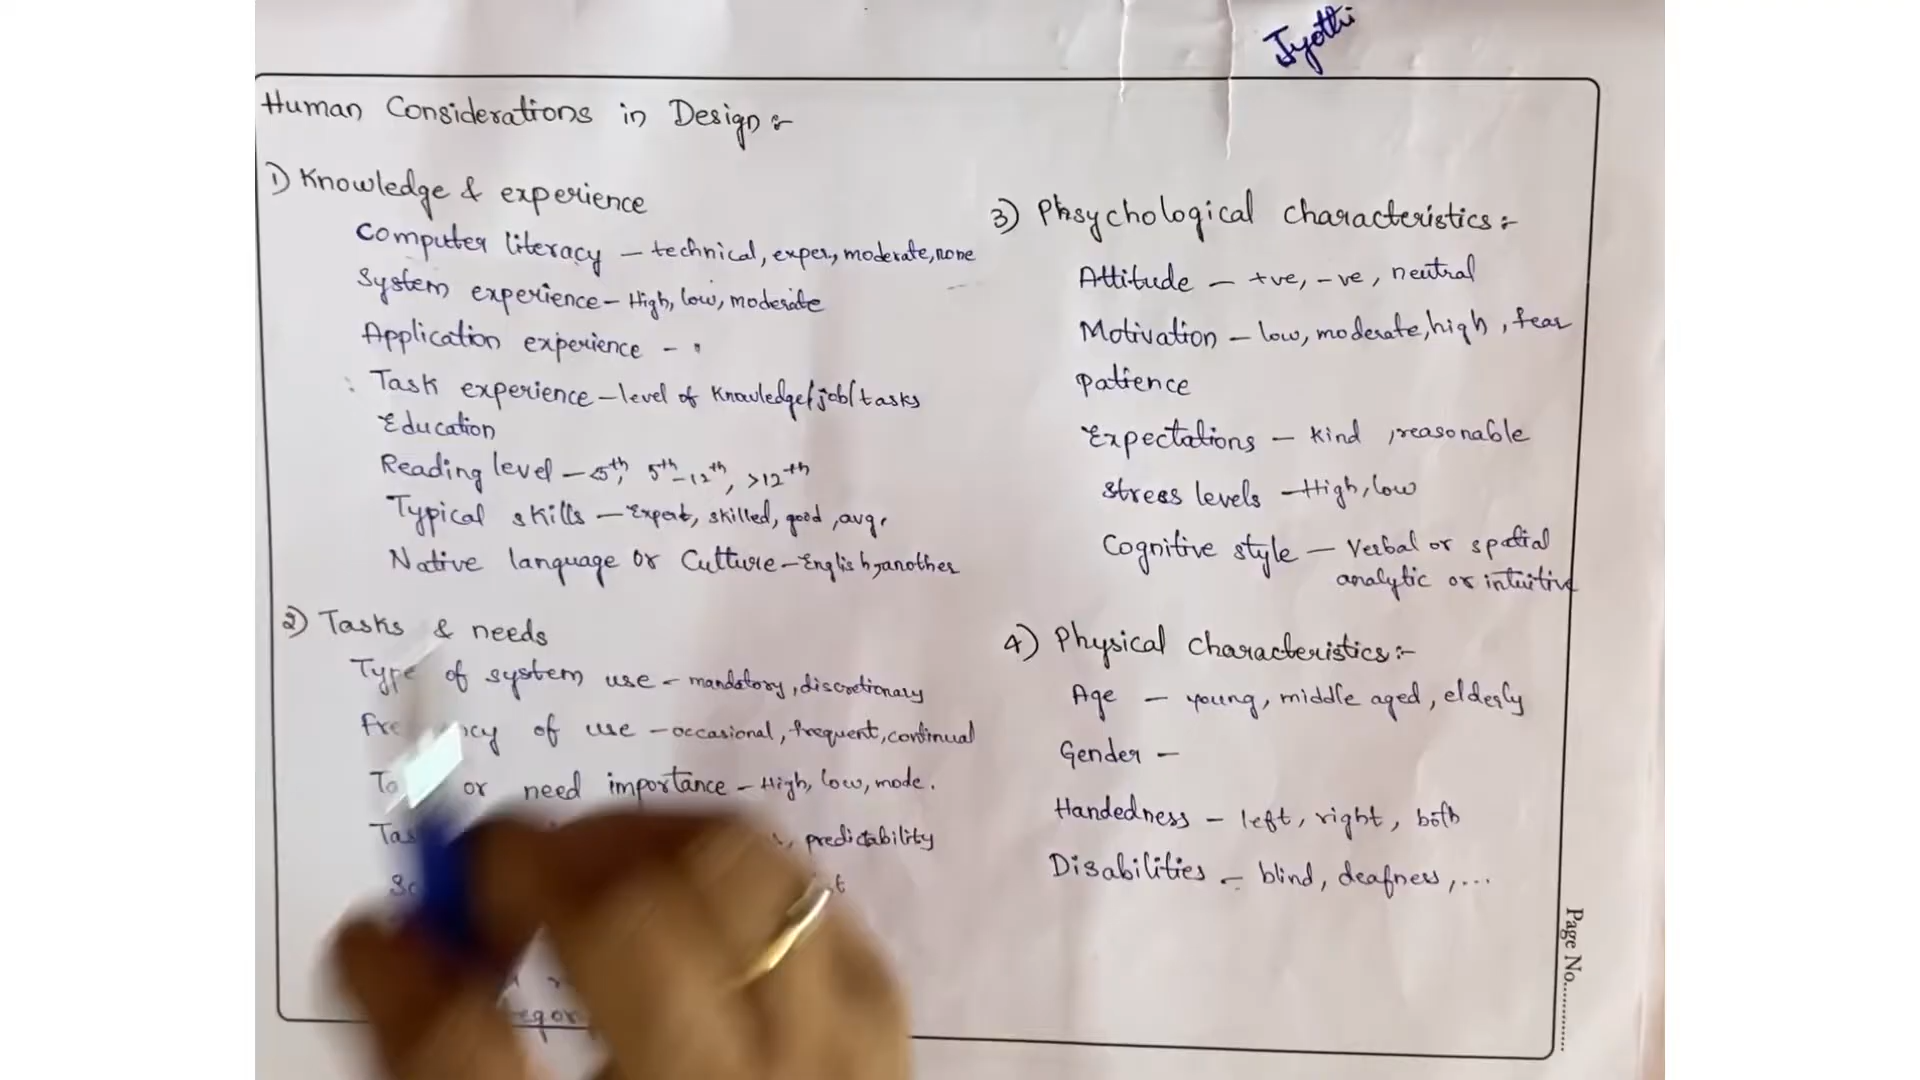 Jyothi
Human Considerations in Design :-
1) Knowledge & experience
Computer literacy - technical, exper, moderate, none
System experience - High, low, moderate
Application experience - "
Task experience - level of Knowledge/job/tasks
Education
Reading level - <5th, 5th-12th, >12th
Typical skills - Expert, skilled, good, avg.
Native language or Culture - English, another
2) Tasks & needs
Type of system use - mandatory, discretionary
of use - occasional, frequent, continual
or need importance - High, low, mode.
predictability
3) Phsychological characteristics :-
Attitude - +ve, -ve, neutral
Motivation - low, moderate, high, fear
patience
Expectations - kind, reasonable
stress levels - High, low
Cognitive style - Verbal or spatial
analytic or intuitive
4) Physical characteristics :-
Age - young, middle aged, elderly
Gender -
Handedness - left, right, both
Disabilities - blind, deafness, ...
Page No.............